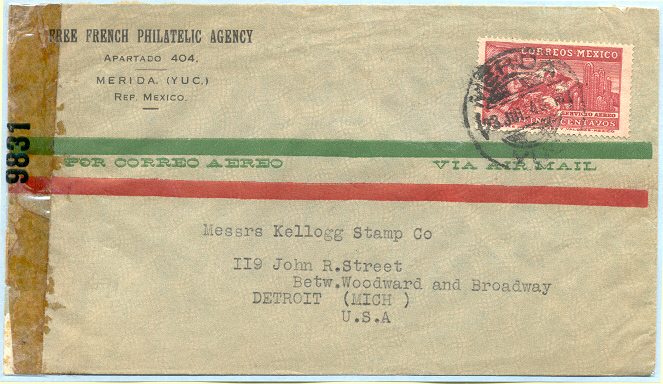 FREE FRENCH PHILATELIC AGENCY
APARTADO 404,
MERIDA. (YUC.)
REP. MEXICO.
CORREOS·MEXICO
SERVICIO AEREO
CENTAVOS
9831
POR CORREO AEREO VIA AIR MAIL
Messrs Kellogg Stamp Co
II9 John R.Street
Betw.Woodward and Broadway
DETROIT (MICH )
U.S.A